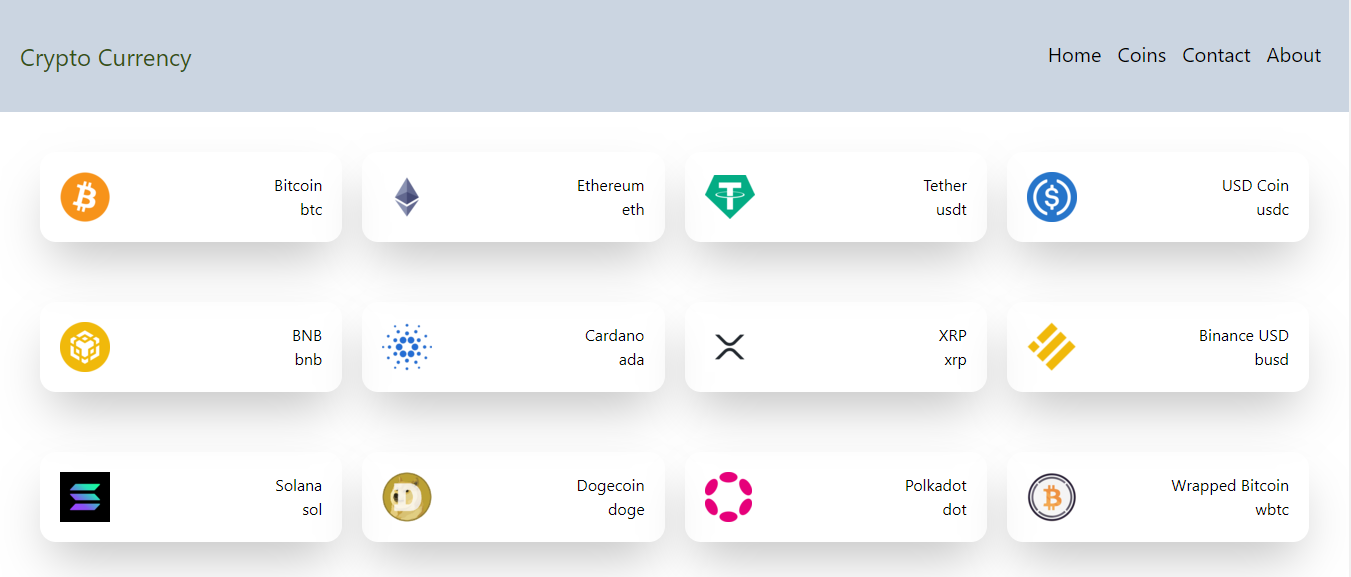 Crypto Currency
Home Coins Contact About
Bitcoin
btc
Ethereum
eth
Tether
usdt
USD Coin
usdc
BNB
bnb
Cardano
ada
XRP
xrp
Binance USD
busd
Solana
sol
Dogecoin
doge
Polkadot
dot
Wrapped Bitcoin
wbtc